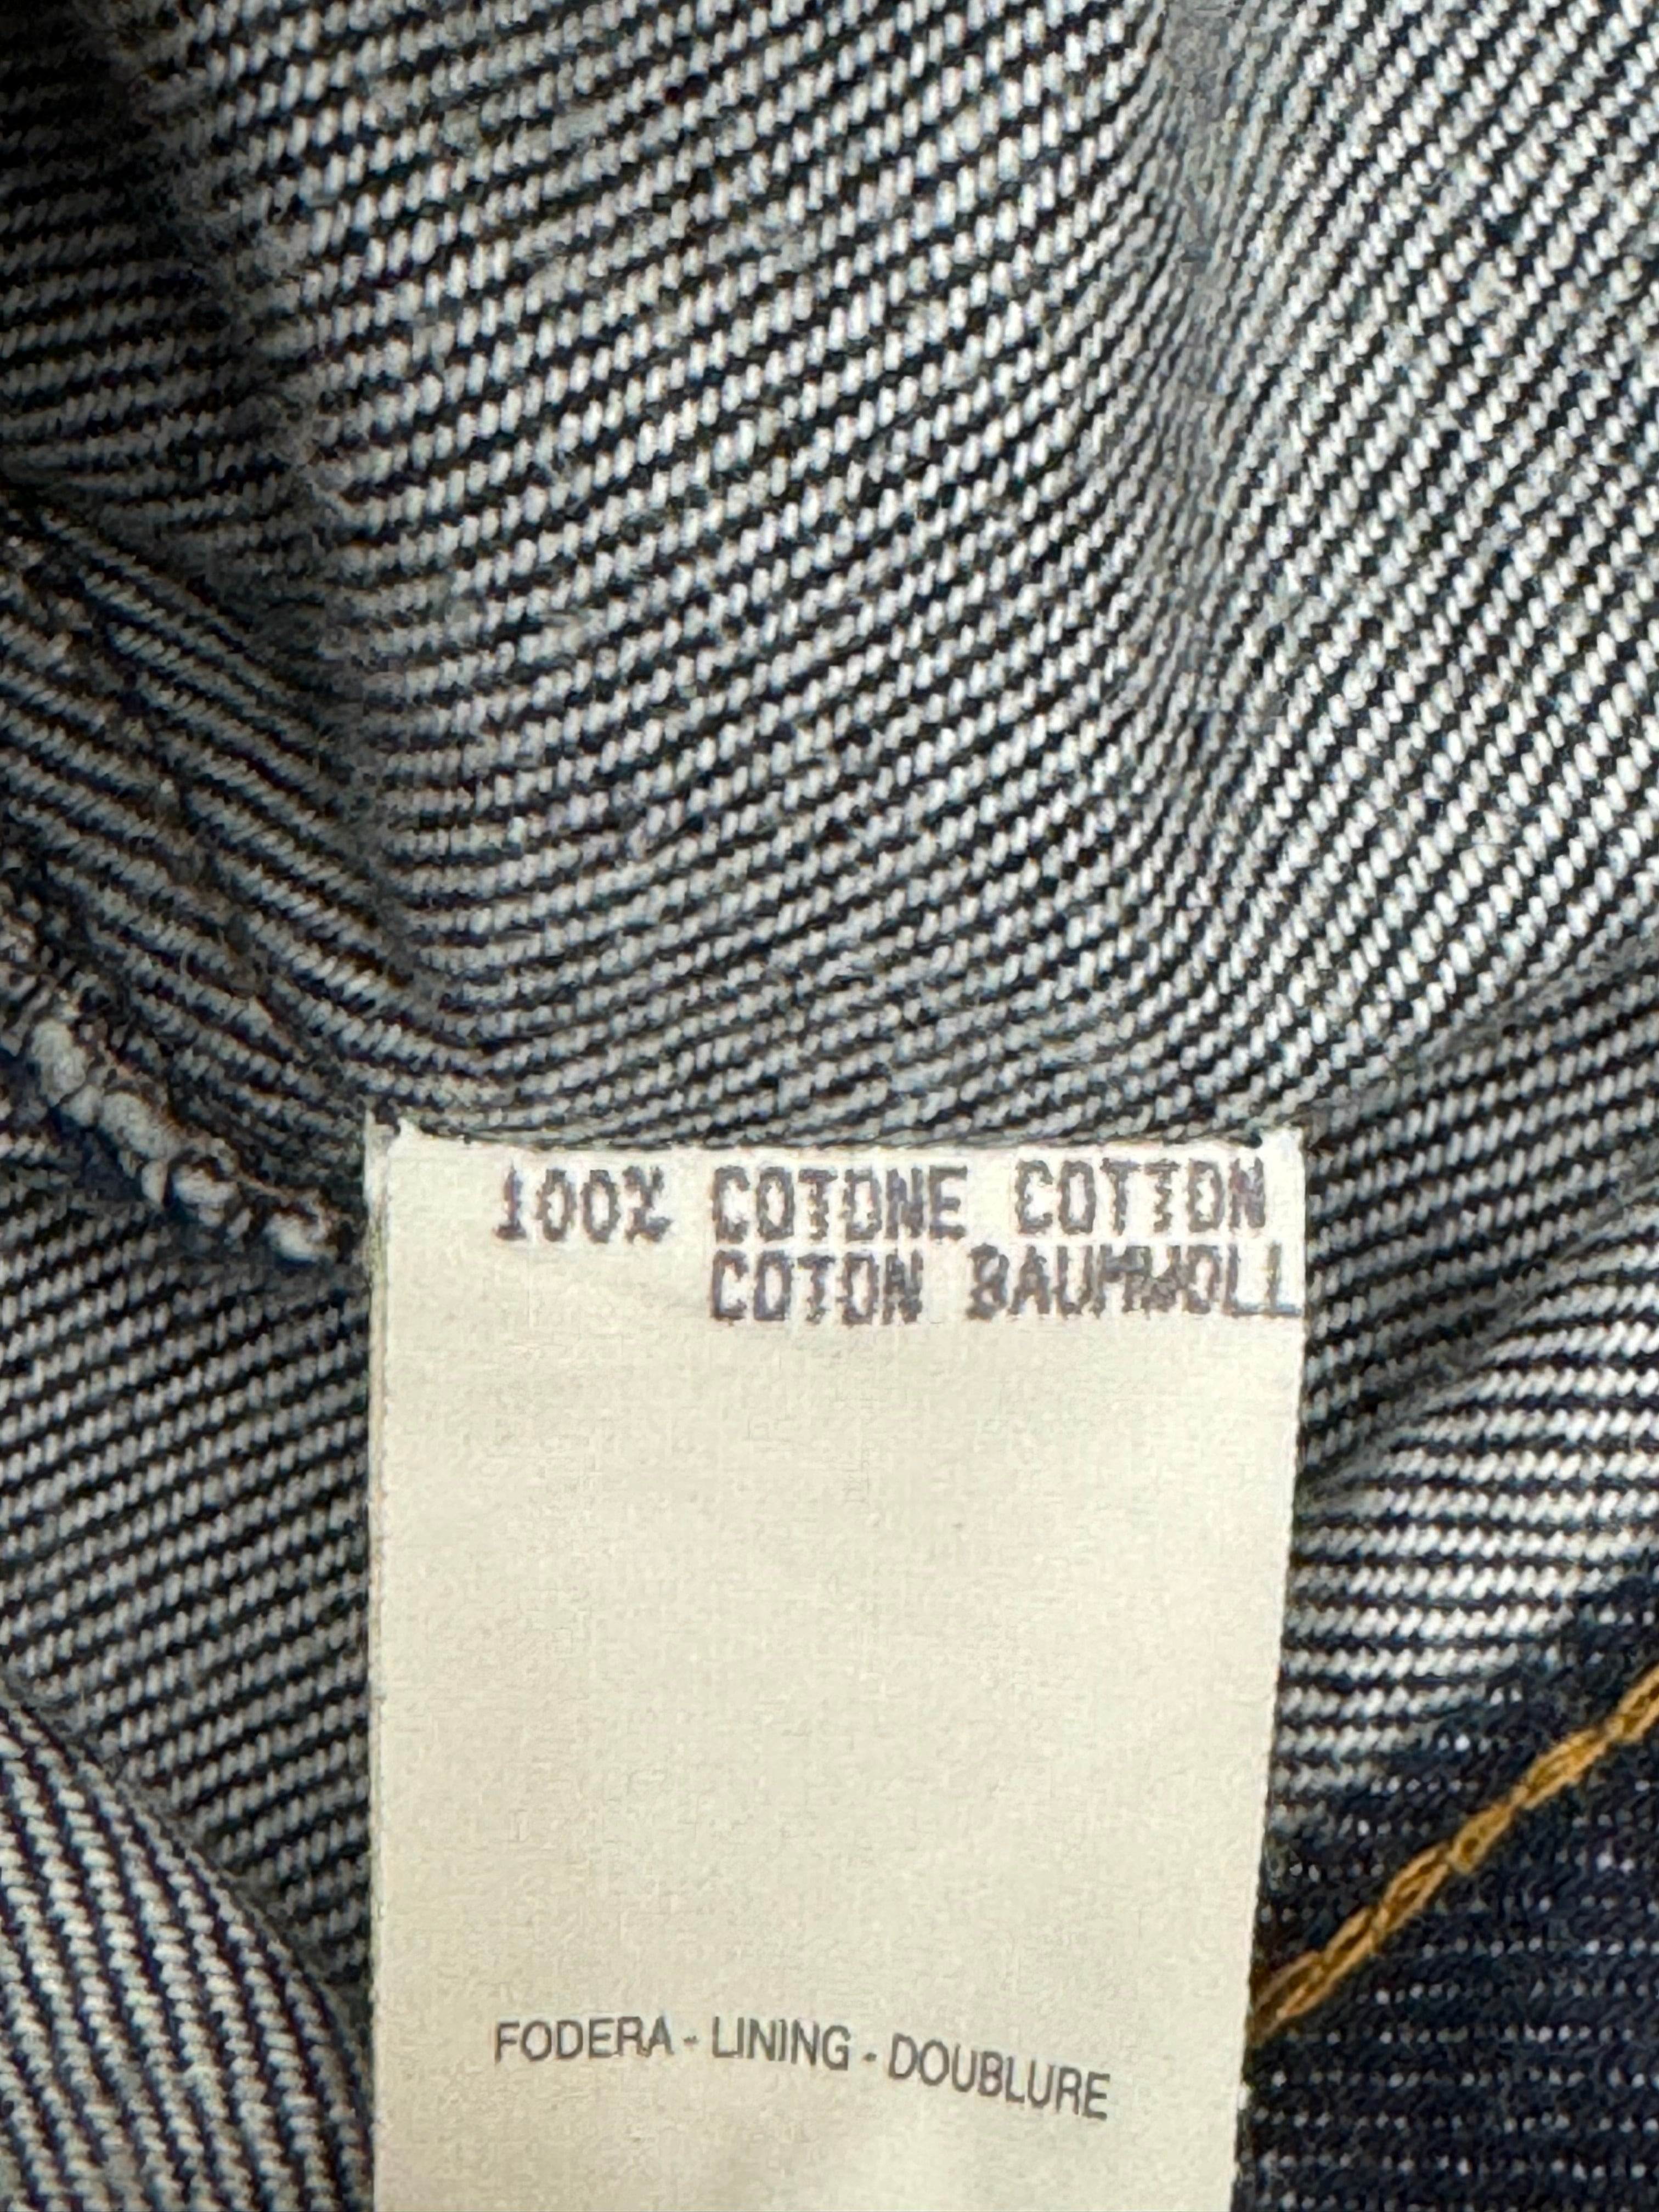 100% COTONE COTTON
COTON BAUMWOLL
FODERA - LINING - DOUBLURE